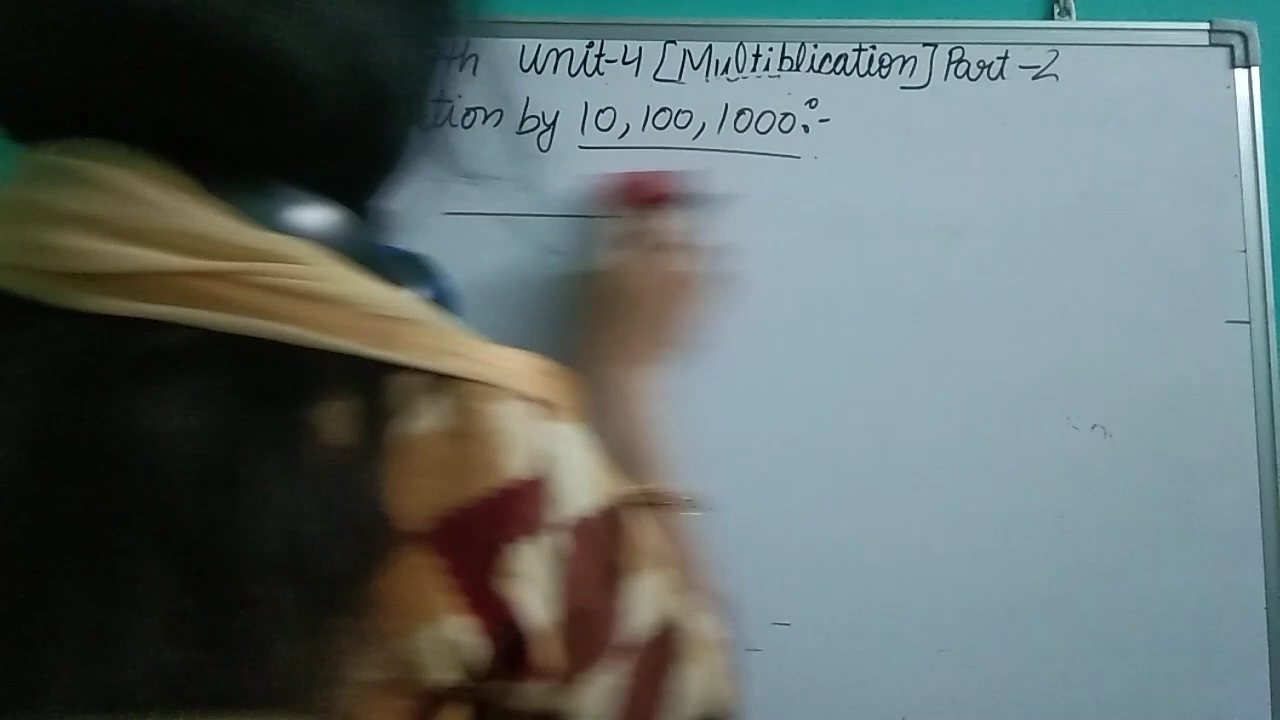 th Unit-4 [Multiblication] Part-2
tion by 10, 100, 1000:-